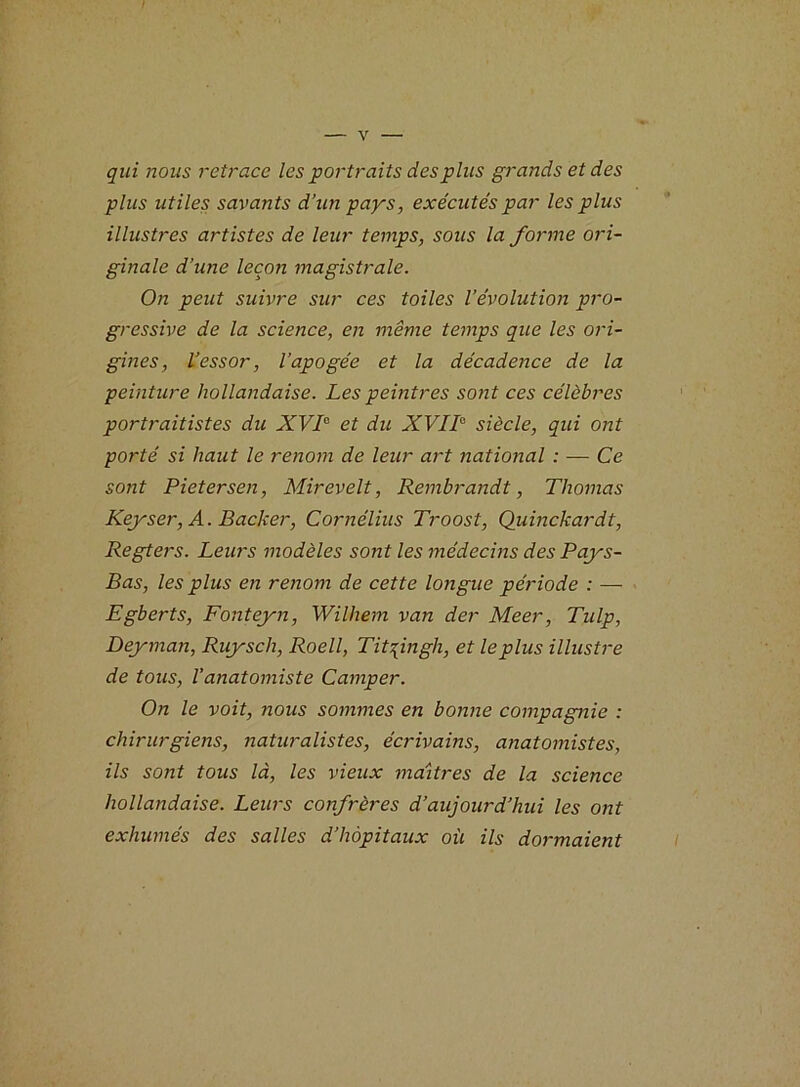 — V —
qui nous retrace les portraits des plus grands et des
plus utiles savants d'un pays, exécutés par les plus
illustres artistes de leur temps, sous la forme ori-
ginale d'une leçon magistrale.
On peut suivre sur ces toiles l'évolution pro-
gressive de la science, en même temps que les ori-
gines, l'essor, l'apogée et la décadence de la
peinture hollandaise. Les peintres sont ces célèbres
portraitistes du XVIe et du XVIIe siècle, qui ont
porté si haut le renom de leur art national : — Ce
sont Pietersen, Mirevelt, Rembrandt, Thomas
Keyser, A. Backer, Cornélius Troost, Quinckardt,
Regters. Leurs modèles sont les médecins des Pays-
Bas, les plus en renom de cette longue période : —
Egberts, Fonteyn, Wilhem van der Meer, Tulp,
Deyman, Ruysch, Roell, Titzingh, et le plus illustre
de tous, l'anatomiste Camper.
On le voit, nous sommes en bonne compagnie :
chirurgiens, naturalistes, écrivains, anatomistes,
ils sont tous là, les vieux maîtres de la science
hollandaise. Leurs confrères d'aujourd'hui les ont
exhumés des salles d'hôpitaux où ils dormaient